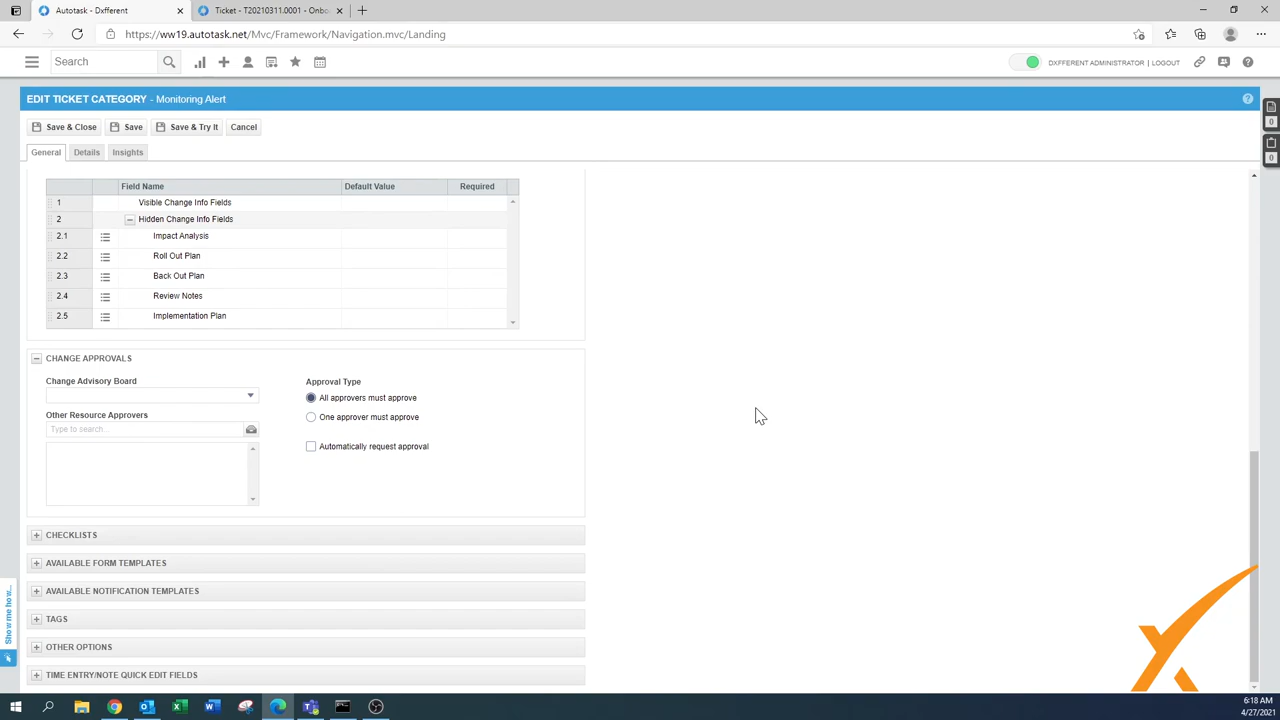 Autotask - Dxfferent
Ticket - T20210311.0001 - Onb
https://ww19.autotask.net/Mvc/Framework/Navigation.mvc/Landing
Search
DXFFERENT ADMINISTRATOR | LOGOUT
EDIT TICKET CATEGORY - Monitoring Alert
Save & Close
Save
Save & Try It
Cancel
General
Details
Insights
Field Name
Default Value
Required
1
Visible Change Info Fields
2
Hidden Change Info Fields
2.1
Impact Analysis
2.2
Roll Out Plan
2.3
Back Out Plan
2.4
Review Notes
2.5
Implementation Plan
0
0
CHANGE APPROVALS
Change Advisory Board
Approval Type
All approvers must approve
Other Resource Approvers
One approver must approve
Type to search...
Automatically request approval
CHECKLISTS
AVAILABLE FORM TEMPLATES
AVAILABLE NOTIFICATION TEMPLATES
TAGS
OTHER OPTIONS
TIME ENTRY/NOTE QUICK EDIT FIELDS
Show me how...
6:18 AM
4/27/2021